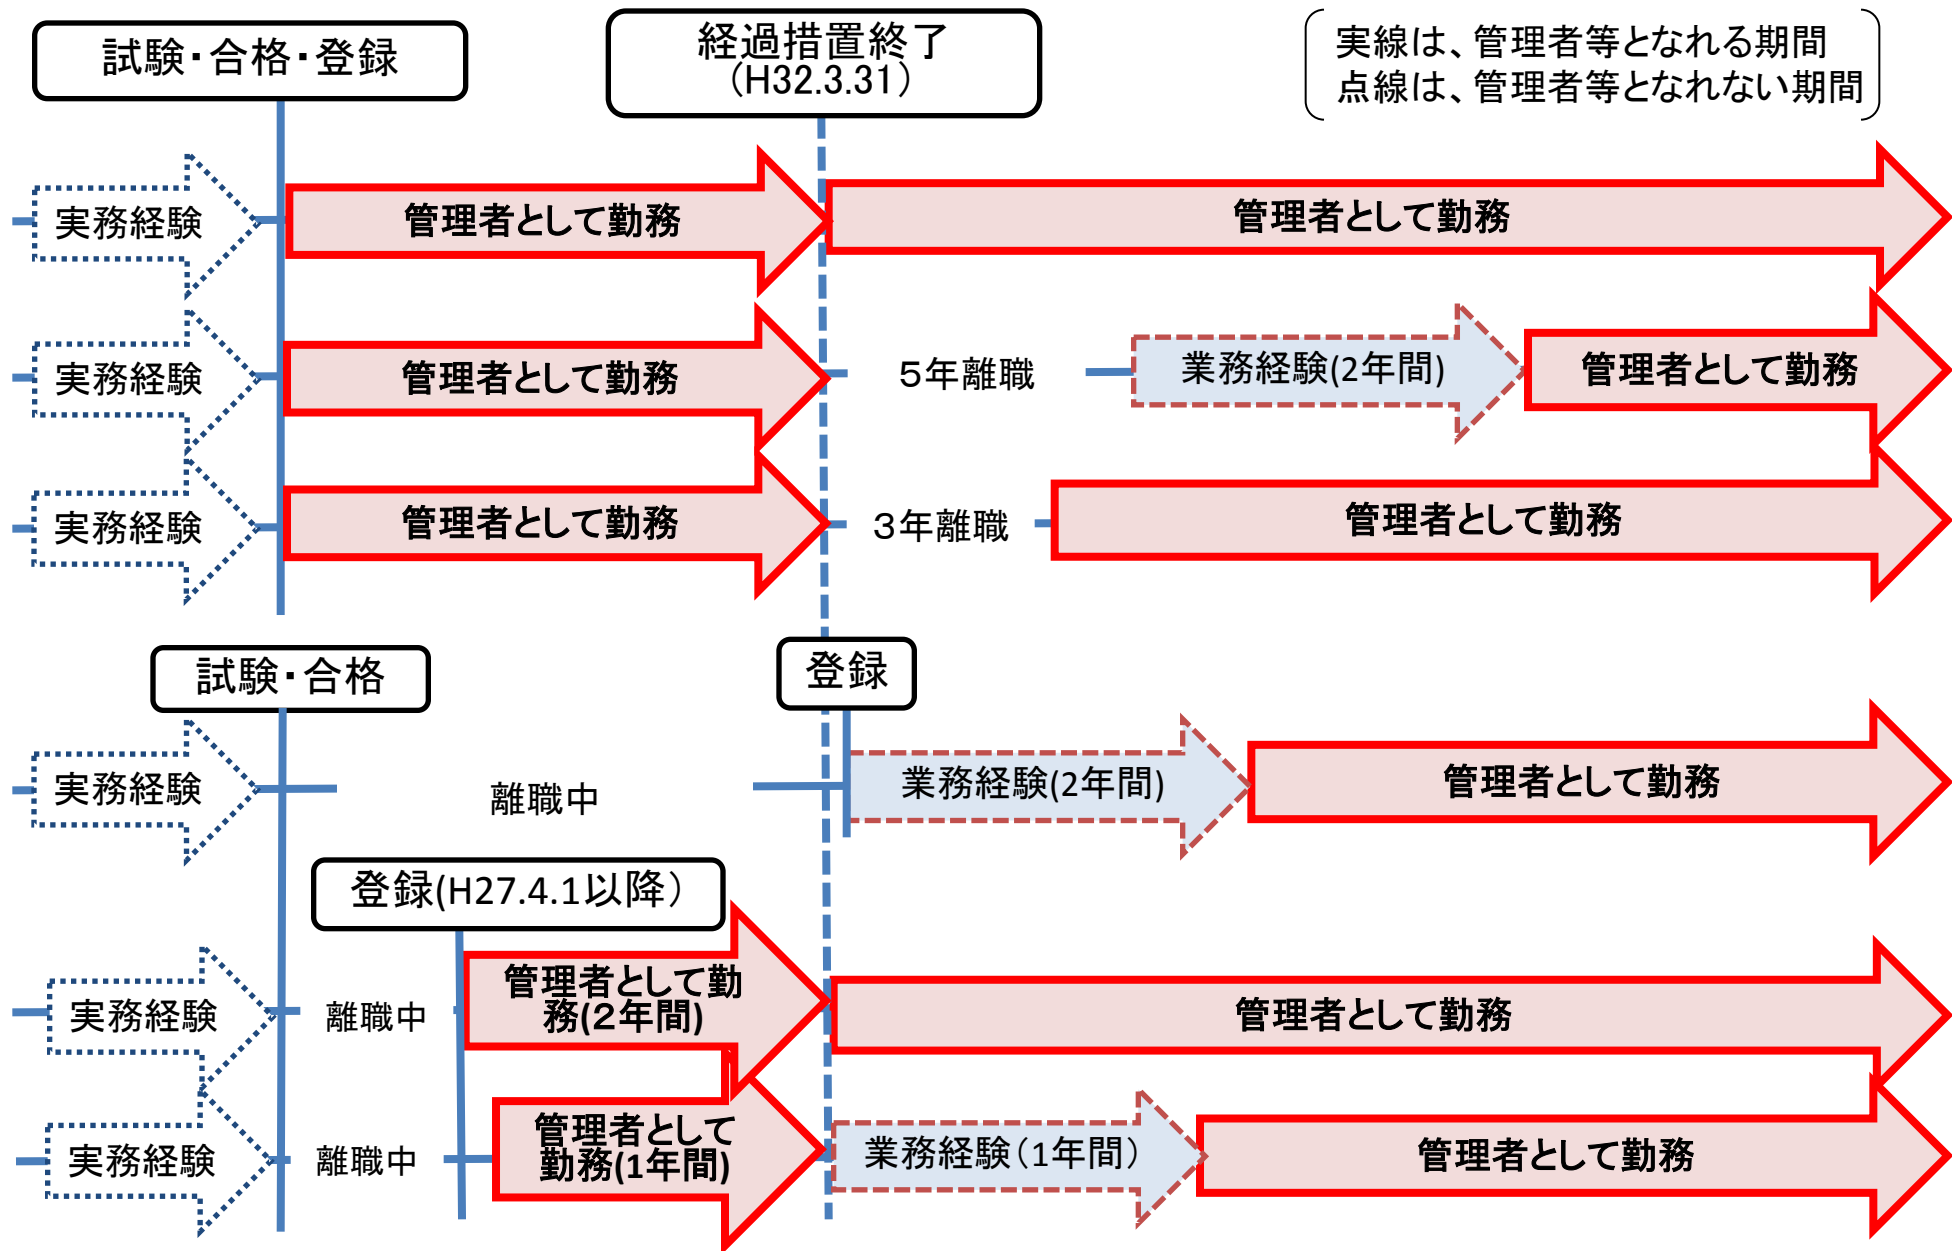 試験・合格・登録
経過措置終了
（H32.3.31）
実線は、管理者等となれる期間
点線は、管理者等となれない期間
実務経験
管理者として勤務
管理者として勤務
実務経験
管理者として勤務
５年離職
業務経験(2年間)
管理者として勤務
実務経験
管理者として勤務
３年離職
管理者として勤務
試験・合格
登録
実務経験
離職中
業務経験(2年間)
管理者として勤務
登録(H27.4.1以降）
実務経験
離職中
管理者として勤
務(２年間)
管理者として勤務
実務経験
離職中
管理者として
勤務(1年間)
業務経験（1年間）
管理者として勤務